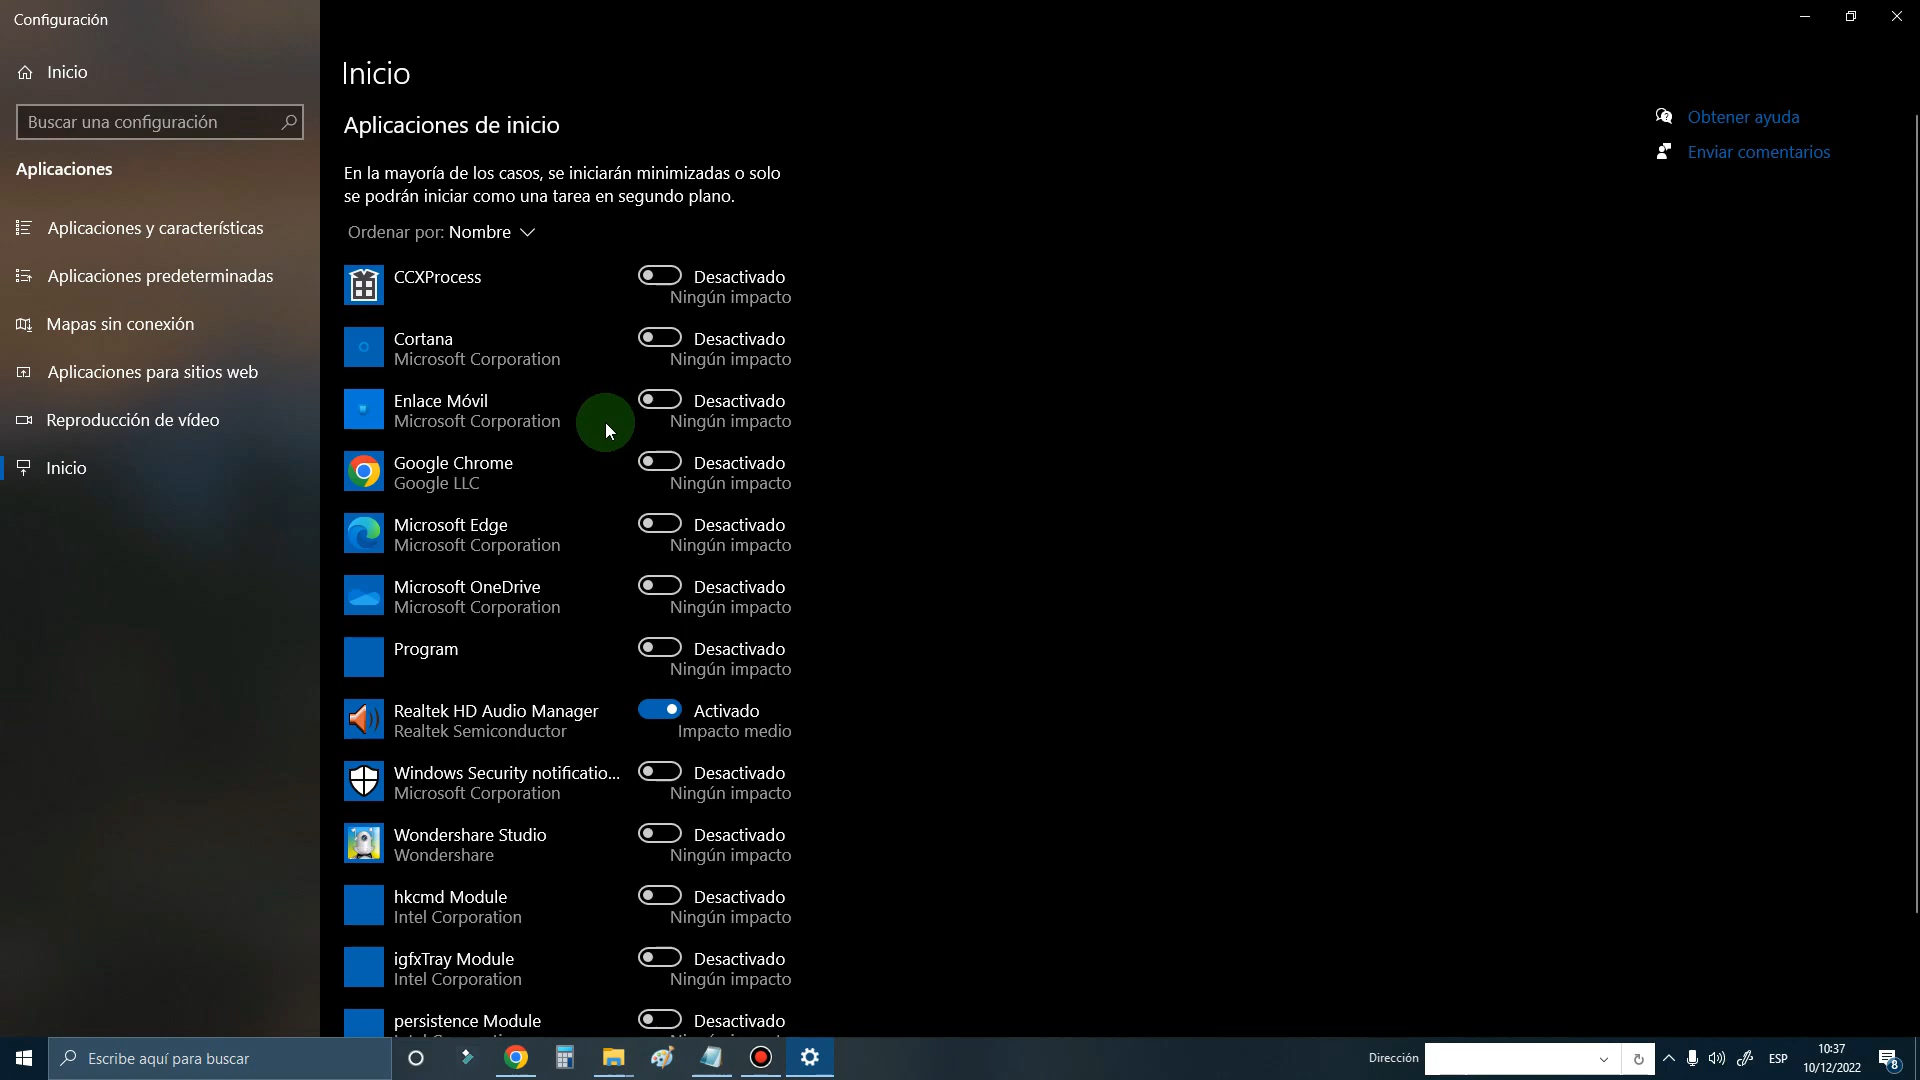 Configuración
Inicio
Buscar una configuración
Aplicaciones
Aplicaciones y características
Aplicaciones predeterminadas
Mapas sin conexión
Aplicaciones para sitios web
Reproducción de vídeo
Inicio
Inicio
Aplicaciones de inicio
En la mayoría de los casos, se iniciarán minimizadas o solo
se podrán iniciar como una tarea en segundo plano.
Ordenar por: Nombre
CCXProcess Desactivado
Ningún impacto
Cortana Desactivado
Microsoft Corporation Ningún impacto
Enlace Móvil Desactivado
Microsoft Corporation Ningún impacto
Google Chrome Desactivado
Google LLC Ningún impacto
Microsoft Edge Desactivado
Microsoft Corporation Ningún impacto
Microsoft OneDrive Desactivado
Microsoft Corporation Ningún impacto
Program Desactivado
Ningún impacto
Realtek HD Audio Manager Activado
Realtek Semiconductor Impacto medio
Windows Security notificatio... Desactivado
Microsoft Corporation Ningún impacto
Wondershare Studio Desactivado
Wondershare Ningún impacto
hkcmd Module Desactivado
Intel Corporation Ningún impacto
igfxTray Module Desactivado
Intel Corporation Ningún impacto
persistence Module Desactivado
Obtener ayuda
Enviar comentarios
Escribe aquí para buscar
Dirección
ESP
10:37
10/12/2022
8